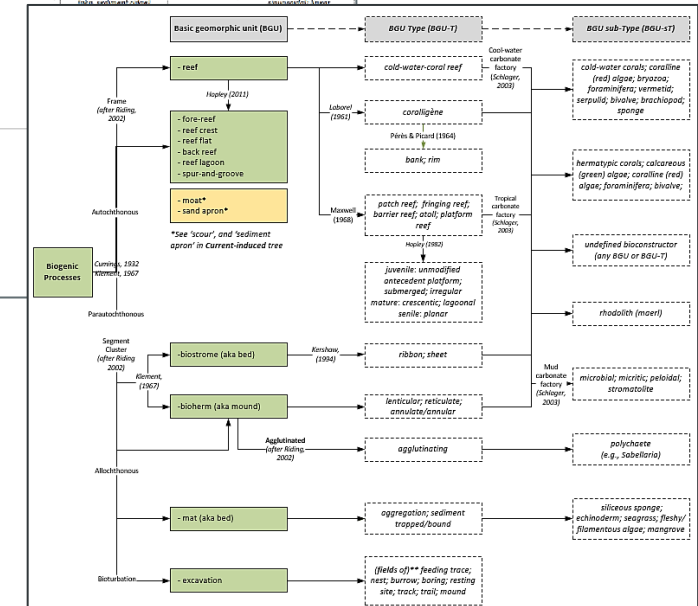 Basic geomorphic unit (BGU)
BGU Type (BGU-T)
BGU sub-Type (BGU-sT)
- reef
cold-water-coral reef
Cool-water
carbonate
factory
(Schlager,
2003)
cold-water corals; coralline
(red) algae; bryozoa;
foraminifera; vermetid;
serpulid; bivalve; brachiopod;
sponge
Frame
(after Riding,
2002)
Hopley (2011)
Laborel
(1961)
coralligène
- fore-reef
- reef crest
- reef flat
- back reef
- reef lagoon
- spur-and-groove
Pérès & Picard (1964)
bank; rim
hermatypic corals; calcareous
(green) algae; coralline (red)
algae; foraminifera; bivalve;
- moat*
- sand apron*
Autochthonous
Maxwell
(1968)
patch reef; fringing reef;
barrier reef; atoll; platform
reef
Tropical
carbonate
factory
(Schlager,
2003)
*See 'scour', and 'sediment
apron' in Current-induced tree
Hopley (1982)
undefined bioconstructor
(any BGU or BGU-T)
Biogenic
Processes
Cumings, 1932
Klement, 1967
juvenile: unmodified
antecedent platform;
submerged; irregular
mature: crescentic; lagoonal
senile: planar
Parautochthonous
rhodolith (maerl)
Segment
Cluster
(after Riding
2002)
-biostrome (aka bed)
Kershaw,
(1994)
ribbon; sheet
Klement,
(1967)
Mud
carbonate
factory
(Schlager,
2003)
microbial; micritic; peloidal;
stromatolite
-bioherm (aka mound)
lenticular; reticulate;
annulate/annular
Agglutinated
(after Riding,
2002)
agglutinating
polychaete
(e.g., Sabellaria)
Allochthonous
- mat (aka bed)
aggregation; sediment
trapped/bound
siliceous sponge;
echinoderm; seagrass; fleshy/
filamentous algae; mangrove
Bioturbation
- excavation
(fields of)** feeding trace;
nest; burrow; boring; resting
site; track; trail; mound